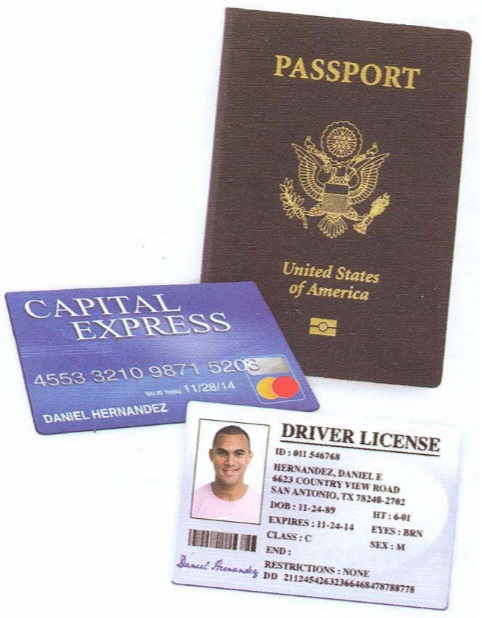 PASSPORT
United States
of America
CAPITAL
EXPRESS
4553 3210 9871 5208
VALID THRU 11/28/14
DANIEL HERNANDEZ
DRIVER LICENSE
ID : 011 546768
HERNANDEZ, DANIEL E
6623 COUNTRY VIEW ROAD
SAN ANTONIO, TX 78240-2702
DOB : 11-24-89 HT : 6-01
EXPIRES : 11-24-14 EYES : BRN
CLASS : C SEX : M
END :
RESTRICTIONS : NONE
DD 21124542632366468478788778
Daniel Hernandez